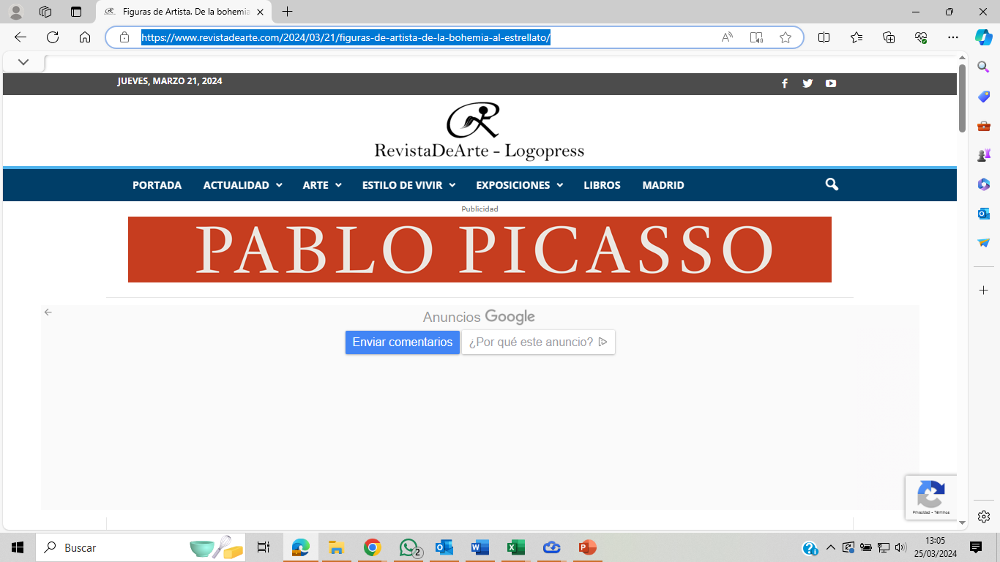 Figuras de Artista. De la bohemia
https://www.revistadearte.com/2024/03/21/figuras-de-artista-de-la-bohemia-al-estrellato/
JUEVES, MARZO 21, 2024
RevistaDeArte - Logopress
PORTADA ACTUALIDAD ARTE ESTILO DE VIVIR EXPOSICIONES LIBROS MADRID
Publicidad
PABLO PICASSO
Anuncios Google
Enviar comentarios ¿Por qué este anuncio?
Privacidad - Términos
Buscar
2
13:05
25/03/2024